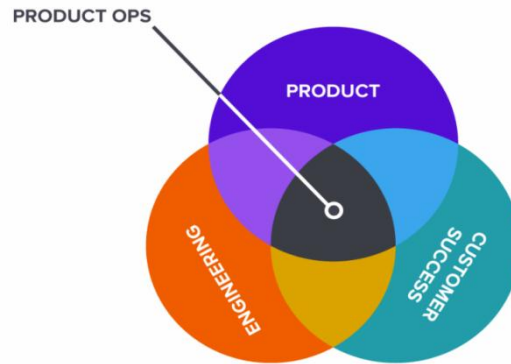 PRODUCT OPS
PRODUCT
ENGINEERING
CUSTOMER
SUCCESS